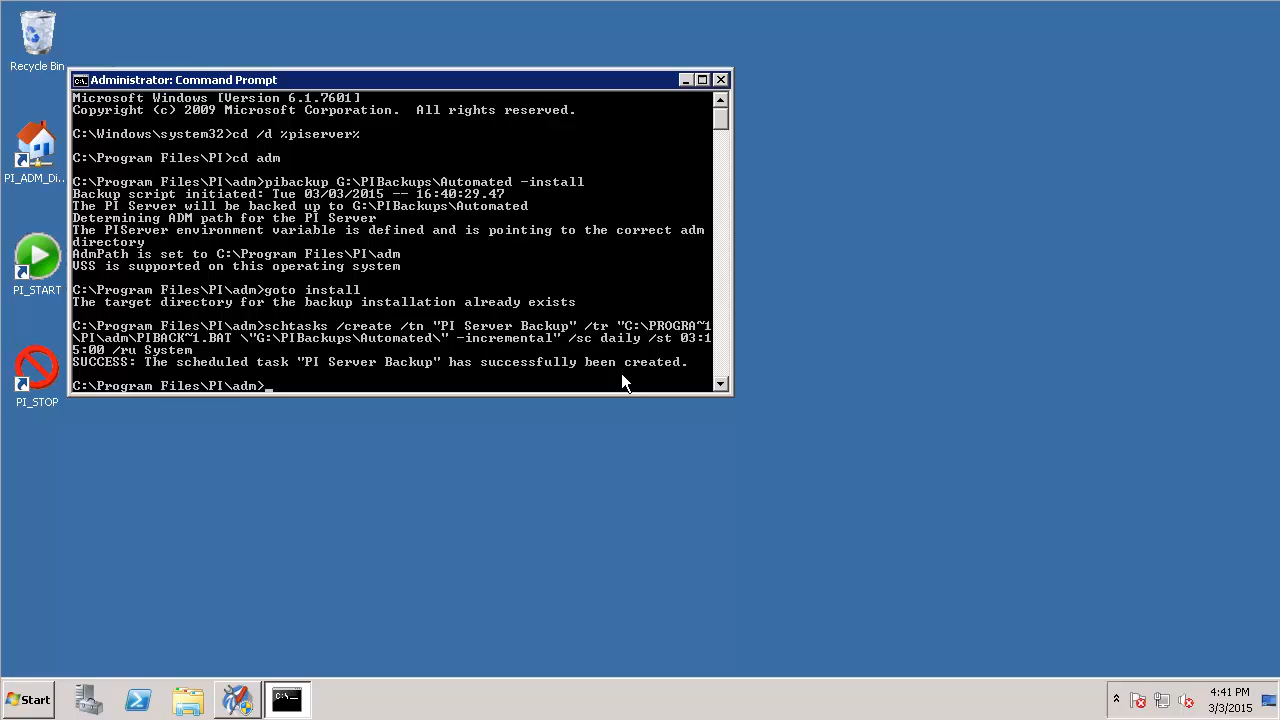 Recycle Bin
Administrator: Command Prompt
Microsoft Windows [Version 6.1.7601]
Copyright (c) 2009 Microsoft Corporation.  All rights reserved.
C:\Windows\system32>cd /d %piserver%
C:\Program Files\PI>cd adm
C:\Program Files\PI\adm>pibackup G:\PIBackups\Automated -install
Backup script initiated: Tue 03/03/2015 -- 16:40:29.47
The PI Server will be backed up to G:\PIBackups\Automated
Determining ADM path for the PI Server
The PIServer environment variable is defined and is pointing to the correct adm
directory
AdmPath is set to C:\Program Files\PI\adm
VSS is supported on this operating system
C:\Program Files\PI\adm>goto install
The target directory for the backup installation already exists
C:\Program Files\PI\adm>schtasks /create /tn "PI Server Backup" /tr "C:\PROGRA~1
\PI\adm\PIBACK~1.BAT \"G:\PIBackups\Automated\" -incremental" /sc daily /st 03:1
5:00 /ru System
SUCCESS: The scheduled task "PI Server Backup" has successfully been created.
C:\Program Files\PI\adm>_
PI_ADM_Di...
PI_START
PI_STOP
Start
4:41 PM
3/3/2015